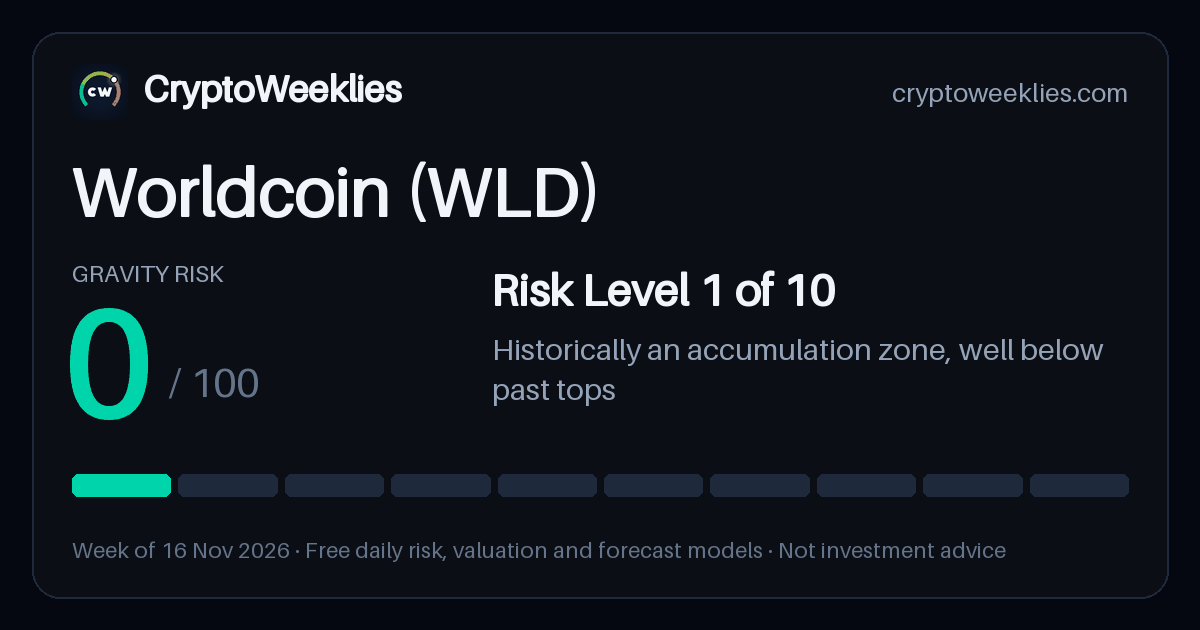 CW
CryptoWeeklies
cryptoweeklies.com
Worldcoin (WLD)
GRAVITY RISK
0 / 100
Risk Level 1 of 10
Historically an accumulation zone, well below
past tops
Week of 16 Nov 2026 · Free daily risk, valuation and forecast models · Not investment advice